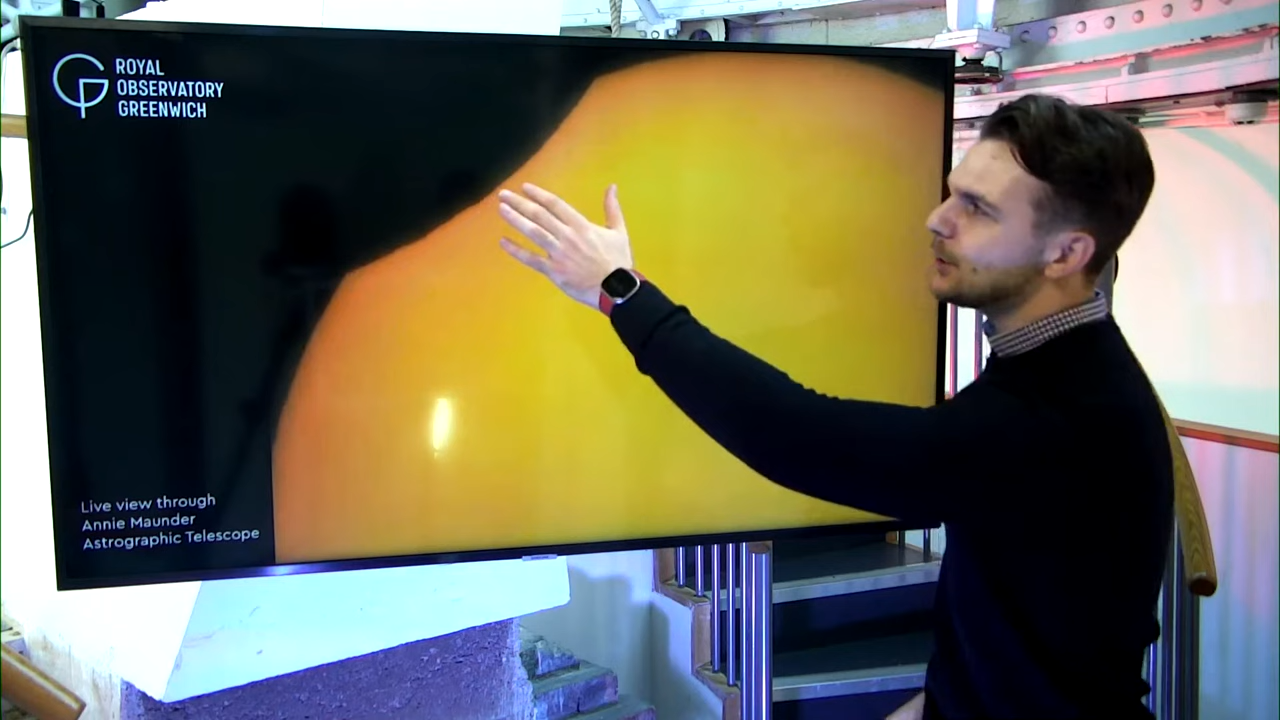 ROYAL
OBSERVATORY
GREENWICH
Live view through
Annie Maunder
Astrographic Telescope